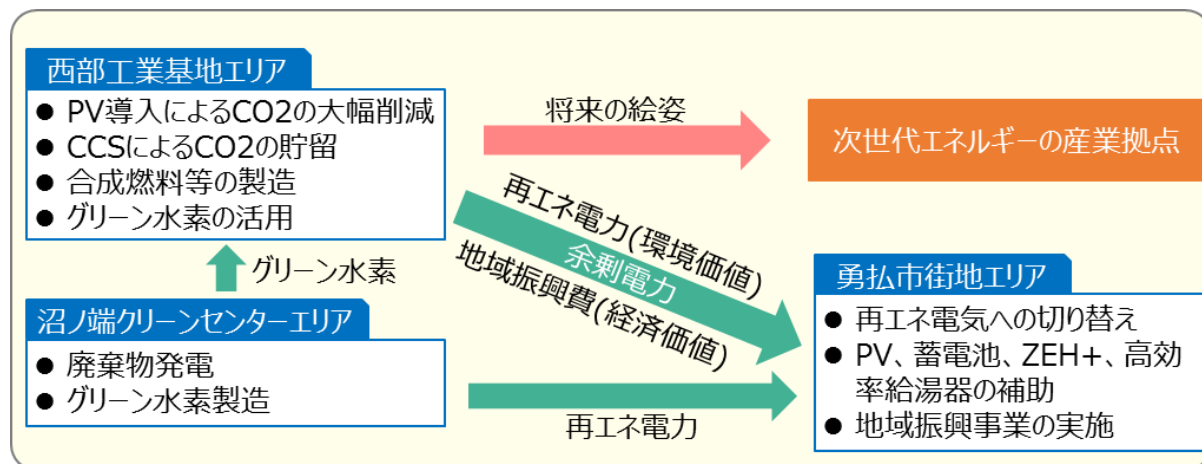 西部工業基地エリア
● PV導入によるCO2の大幅削減
● CCSによるCO2の貯留
● 合成燃料等の製造
● グリーン水素の活用
将来の絵姿
次世代エネルギーの産業拠点
再エネ電力(環境価値)
余剰電力
地域振興費(経済価値)
グリーン水素
沼ノ端クリーンセンターエリア
● 廃棄物発電
● グリーン水素製造
再エネ電力
勇払市街地エリア
● 再エネ電気への切り替え
● PV、蓄電池、ZEH+、高効
率給湯器の補助
● 地域振興事業の実施